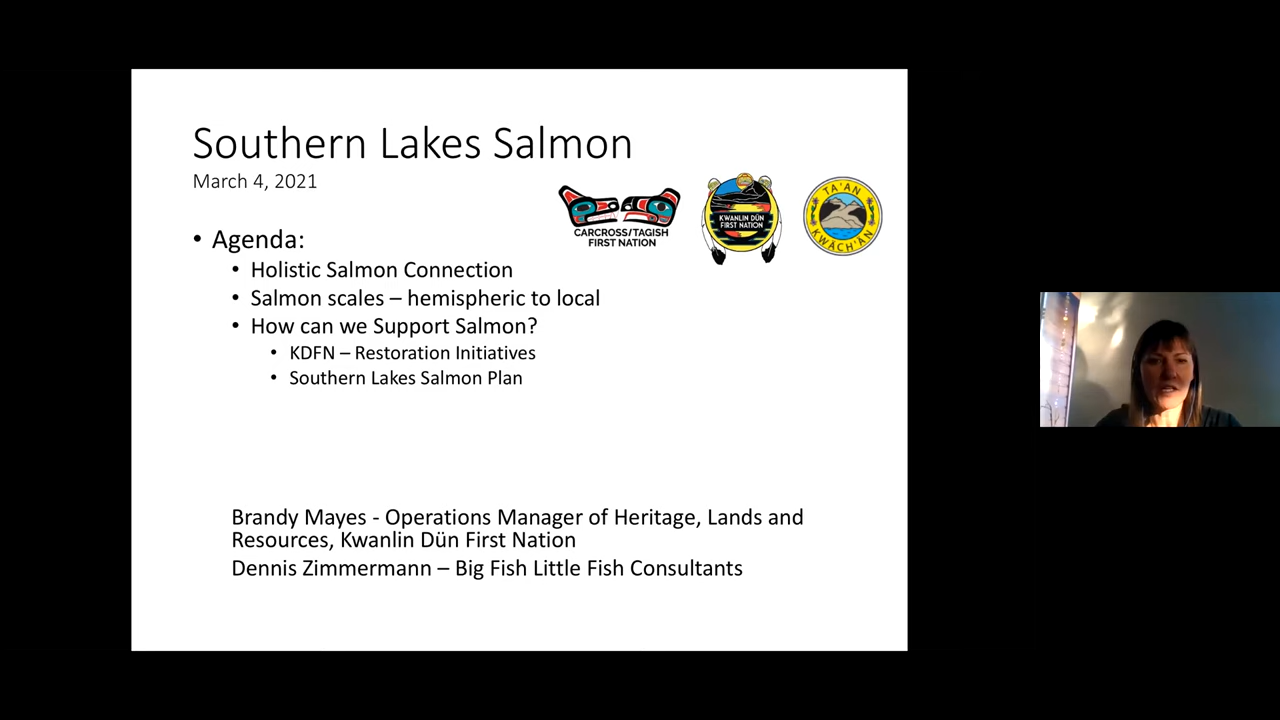 Southern Lakes Salmon
March 4, 2021
CARCROSS/TAGISH
FIRST NATION
KWANLIN DÜN
FIRST NATION
TA'AN
KWÄCH'ÄN
• Agenda:
• Holistic Salmon Connection
• Salmon scales – hemispheric to local
• How can we Support Salmon?
• KDFN – Restoration Initiatives
• Southern Lakes Salmon Plan
Brandy Mayes - Operations Manager of Heritage, Lands and
Resources, Kwanlin Dün First Nation
Dennis Zimmermann – Big Fish Little Fish Consultants